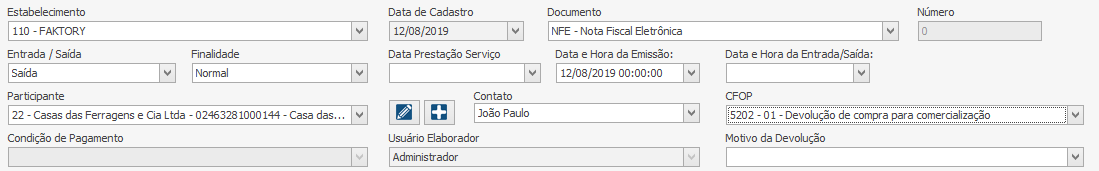 Estabelecimento Data de Cadastro Documento Número
110 - FAKTORY 12/08/2019 NFE - Nota Fiscal Eletrônica 0
Entrada / Saída Finalidade Data Prestação Serviço Data e Hora da Emissão: Data e Hora da Entrada/Saída:
Saída Normal 12/08/2019 00:00:00
Participante Contato CFOP
22 - Casas das Ferragens e Cia Ltda - 02463281000144 - Casa das... João Paulo 5202 - 01 - Devolução de compra para comercialização
Condição de Pagamento Usuário Elaborador Motivo da Devolução
Administrador